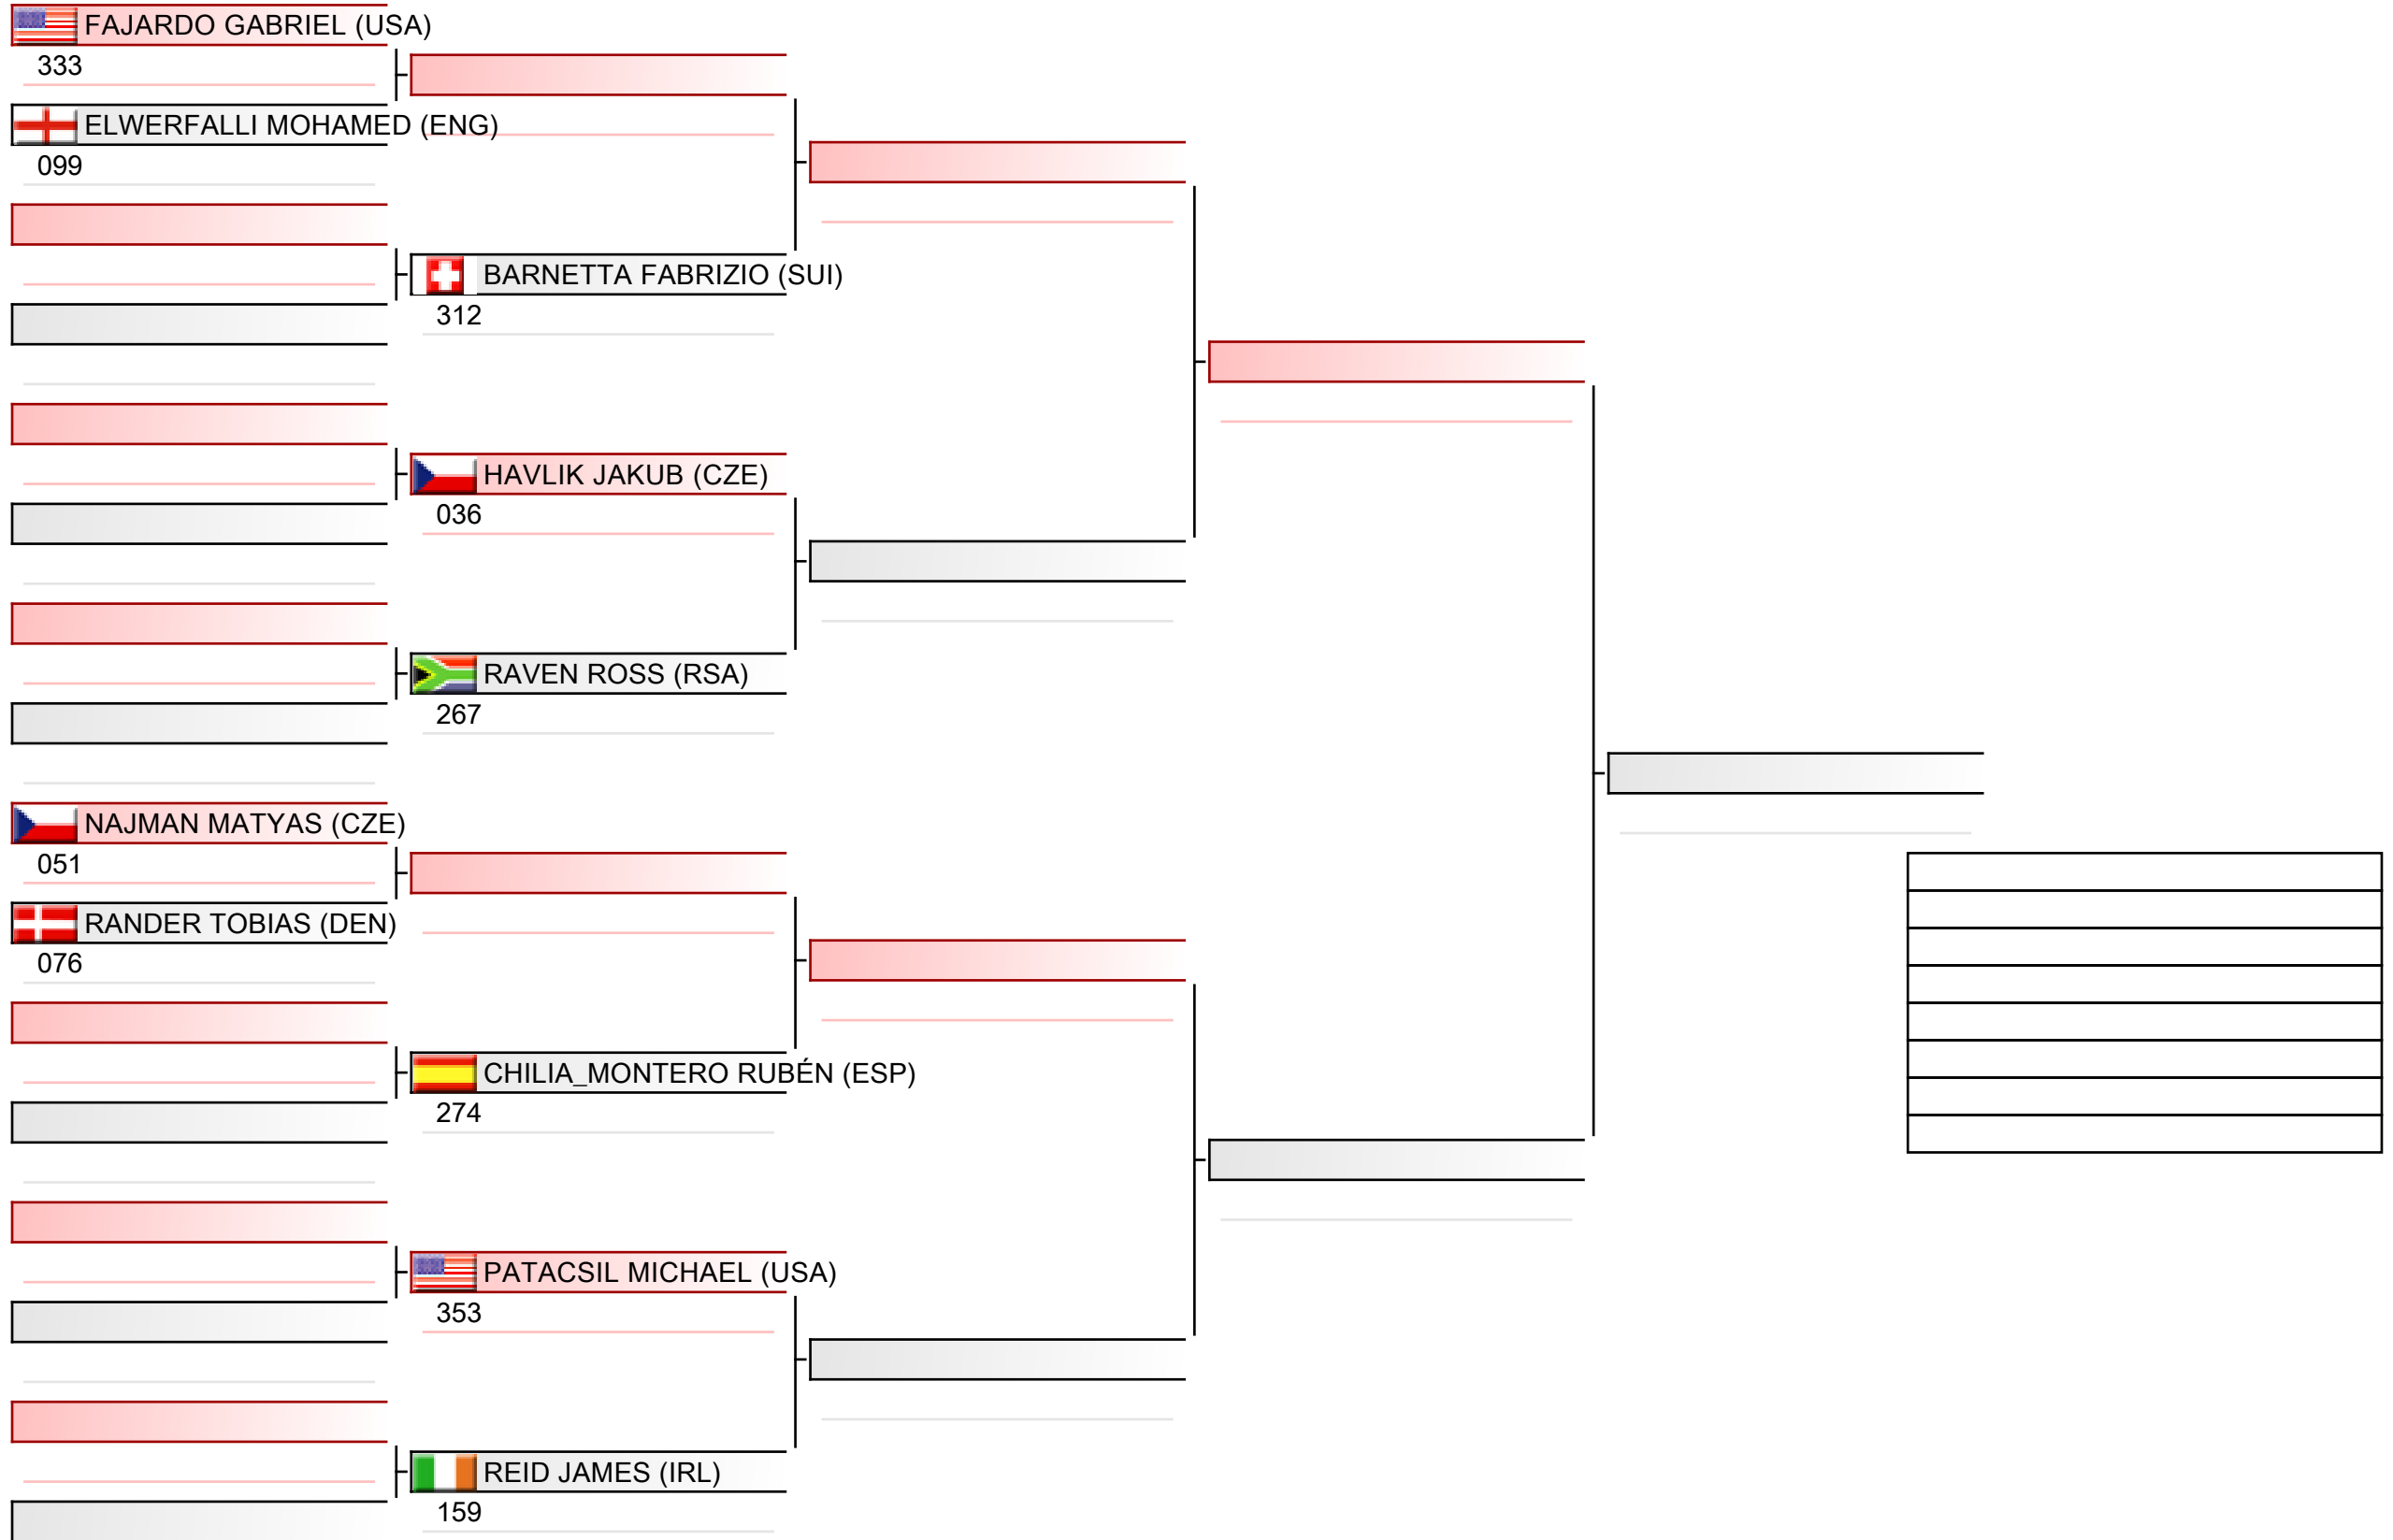 FAJARDO GABRIEL (USA)
333
ELWERFALLI MOHAMED (ENG)
099
BARNETTA FABRIZIO (SUI)
312
HAVLIK JAKUB (CZE)
036
RAVEN ROSS (RSA)
267
NAJMAN MATYAS (CZE)
051
RANDER TOBIAS (DEN)
076
CHILIA_MONTERO RUBÉN (ESP)
274
PATACSIL MICHAEL (USA)
353
REID JAMES (IRL)
159